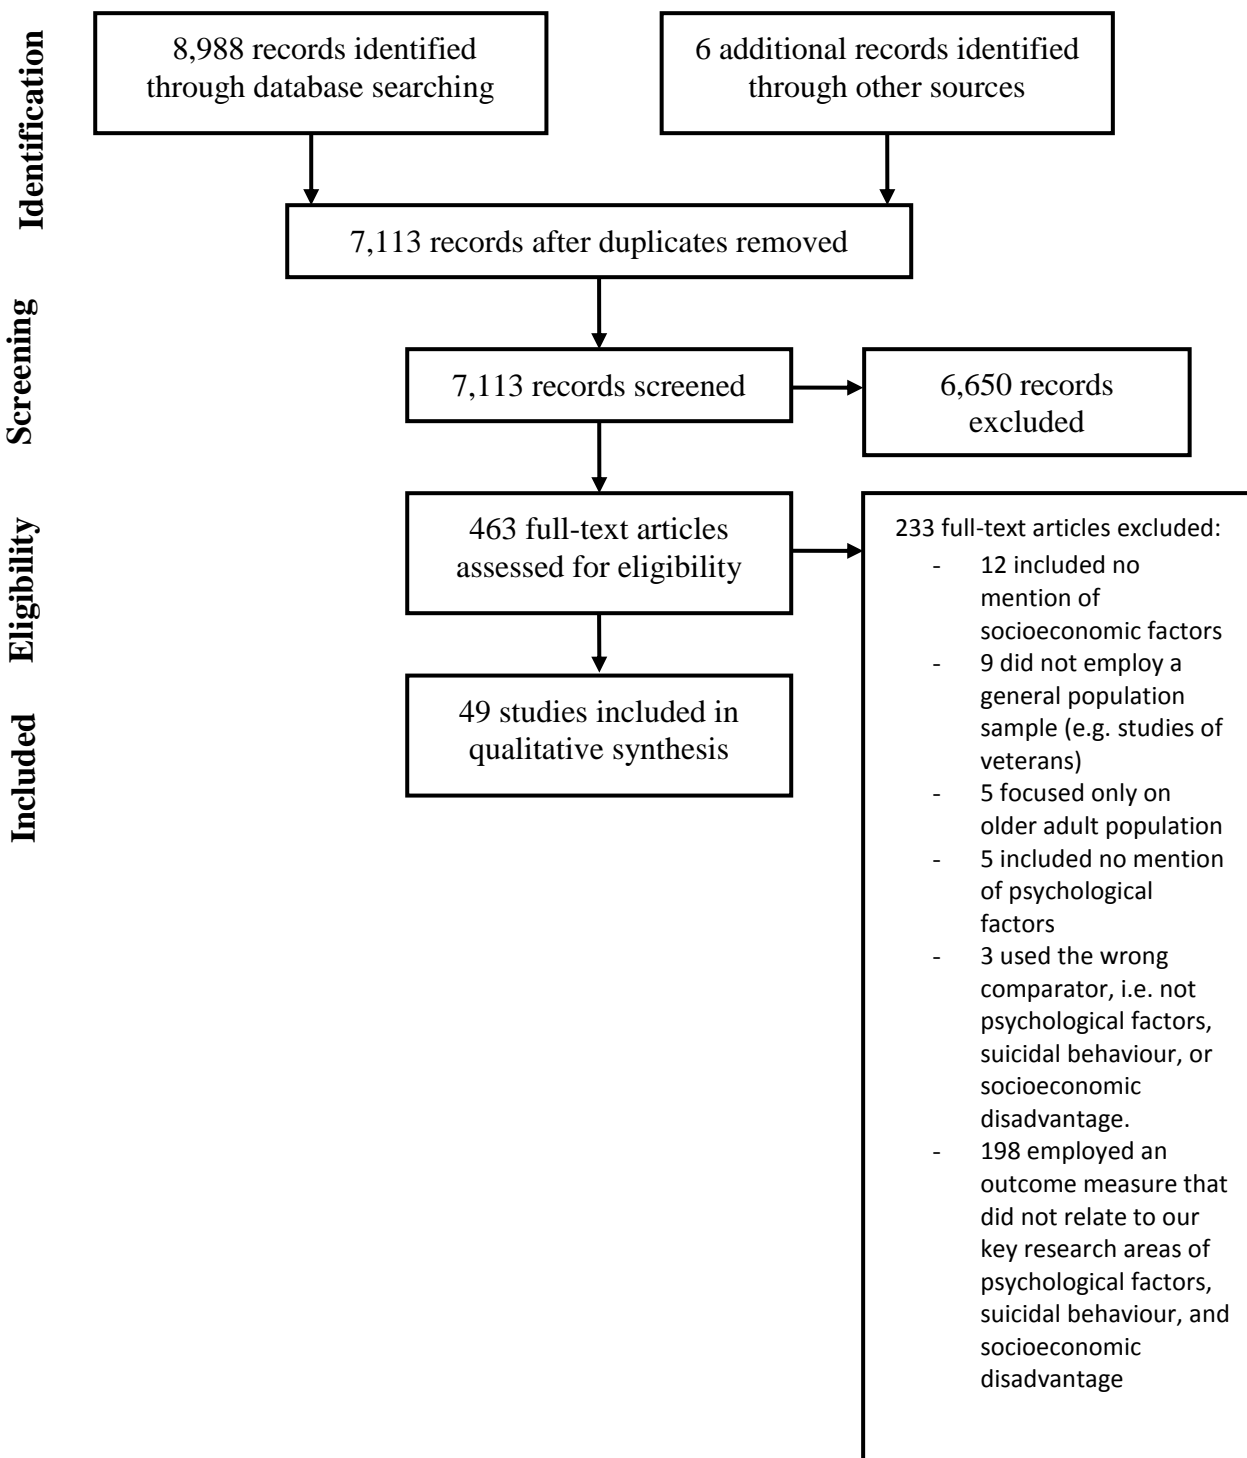 Identification
8,988 records identified
through database searching
6 additional records identified
through other sources
7,113 records after duplicates removed
Screening
7,113 records screened
6,650 records
excluded
Eligibility
463 full-text articles
assessed for eligibility
233 full-text articles excluded:
- 12 included no
mention of
socioeconomic factors
- 9 did not employ a
general population
sample (e.g. studies of
veterans)
- 5 focused only on
older adult population
- 5 included no mention
of psychological
factors
- 3 used the wrong
comparator, i.e. not
psychological factors,
suicidal behaviour, or
socioeconomic
disadvantage.
- 198 employed an
outcome measure that
did not relate to our
key research areas of
psychological factors,
suicidal behaviour, and
socioeconomic
disadvantage
Included
49 studies included in
qualitative synthesis